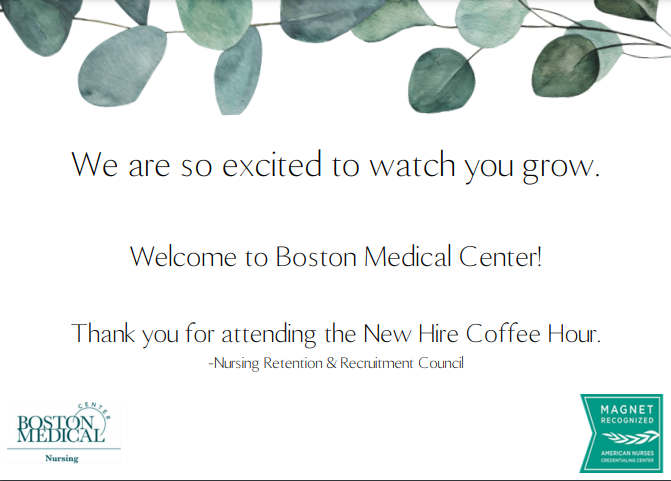 We are so excited to watch you grow.
Welcome to Boston Medical Center!
Thank you for attending the New Hire Coffee Hour.
-Nursing Retention & Recruitment Council
CENTER
BOSTON
MEDICAL
Nursing
MAGNET
RECOGNIZED
AMERICAN NURSES
CREDENTIALING CENTER